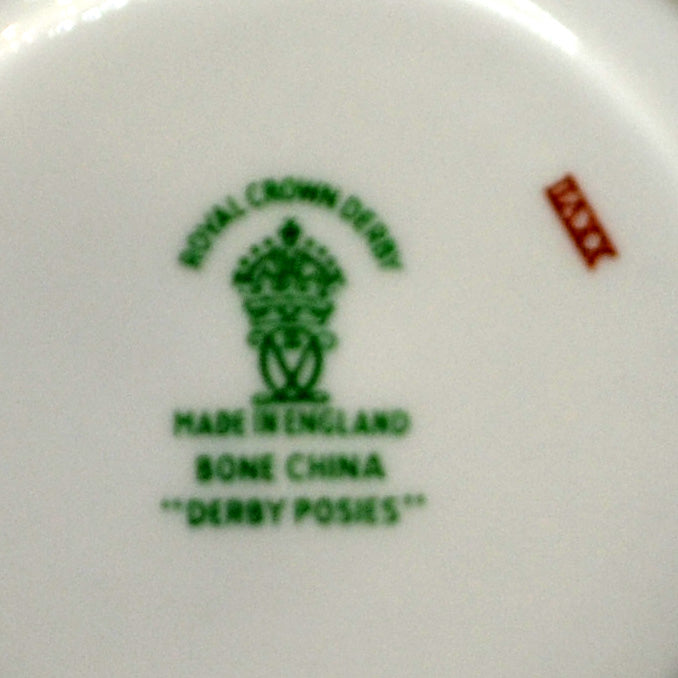 ROYAL CROWN DERBY
MADE IN ENGLAND
BONE CHINA
"DERBY POSIES"